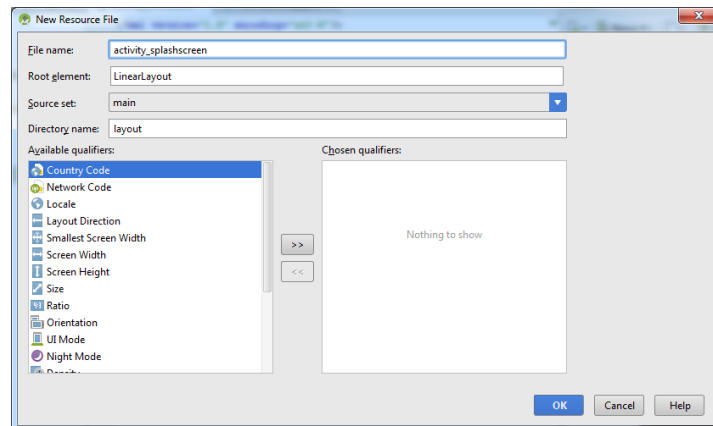 New Resource File
File name: activity_splashscreen
Root element: LinearLayout
Source set: main
Directory name: layout
Available qualifiers: Chosen qualifiers:
Country Code
Network Code
Locale
Layout Direction
Smallest Screen Width
Screen Width
Screen Height
Size
Ratio
Orientation
UI Mode
Night Mode
>>
<<
Nothing to show
OK Cancel Help